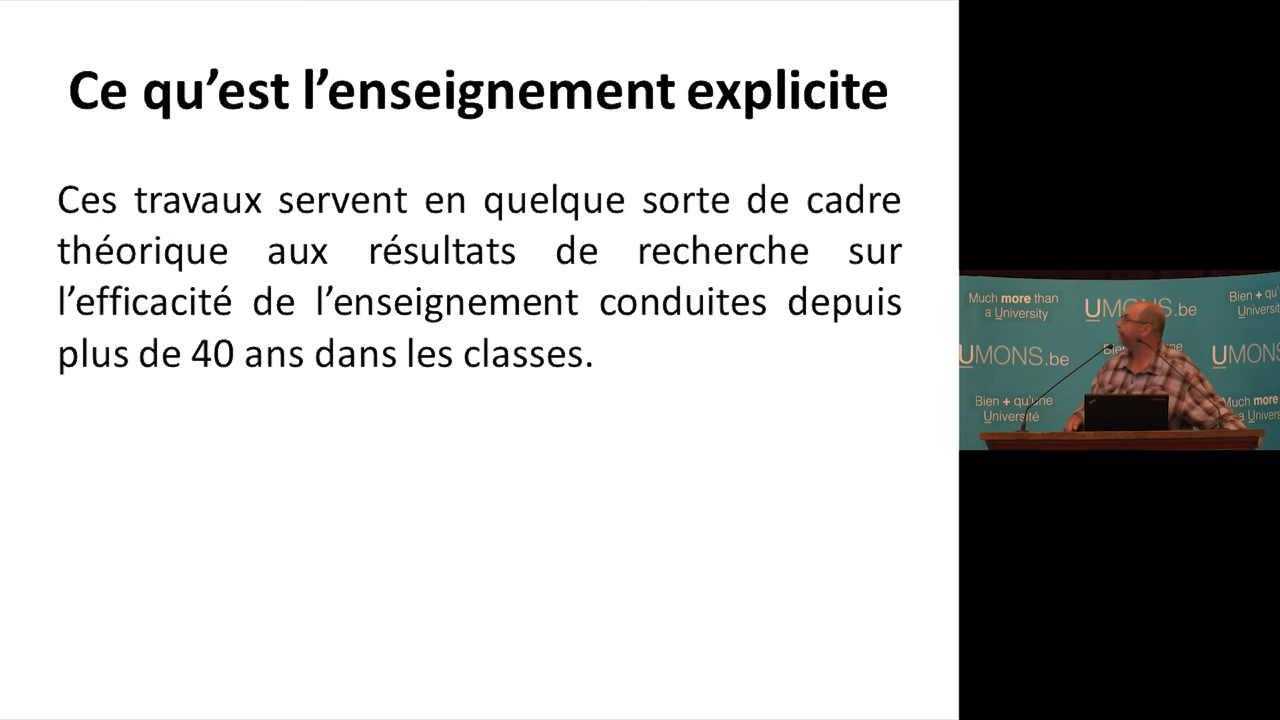 Ce qu’est l’enseignement explicite
Ces travaux servent en quelque sorte de cadre
théorique aux résultats de recherche sur
l’efficacité de l’enseignement conduites depuis
plus de 40 ans dans les classes.
Much more than
a University
UMONS.be
Bien + qu'
Universit
UMONS.be
Bien
ne
UMONS
Bien + qu'une
Université
Much more
a Univers